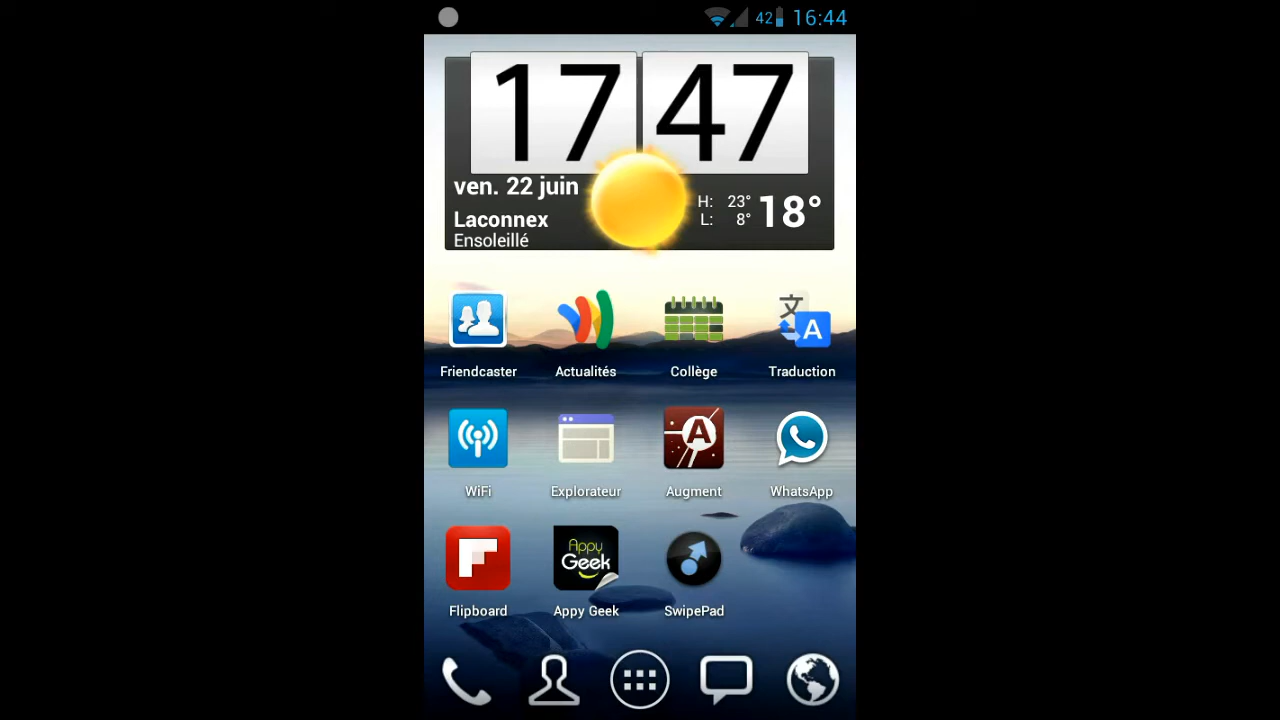 42 16:44
17 47
ven. 22 juin
H: 23° 18°
L: 8°
Laconnex
Ensoleillé
文
A
Friendcaster Actualités Collège Traduction
A
WiFi Explorateur Augment WhatsApp
Appy
Geek
Flipboard Appy Geek SwipePad